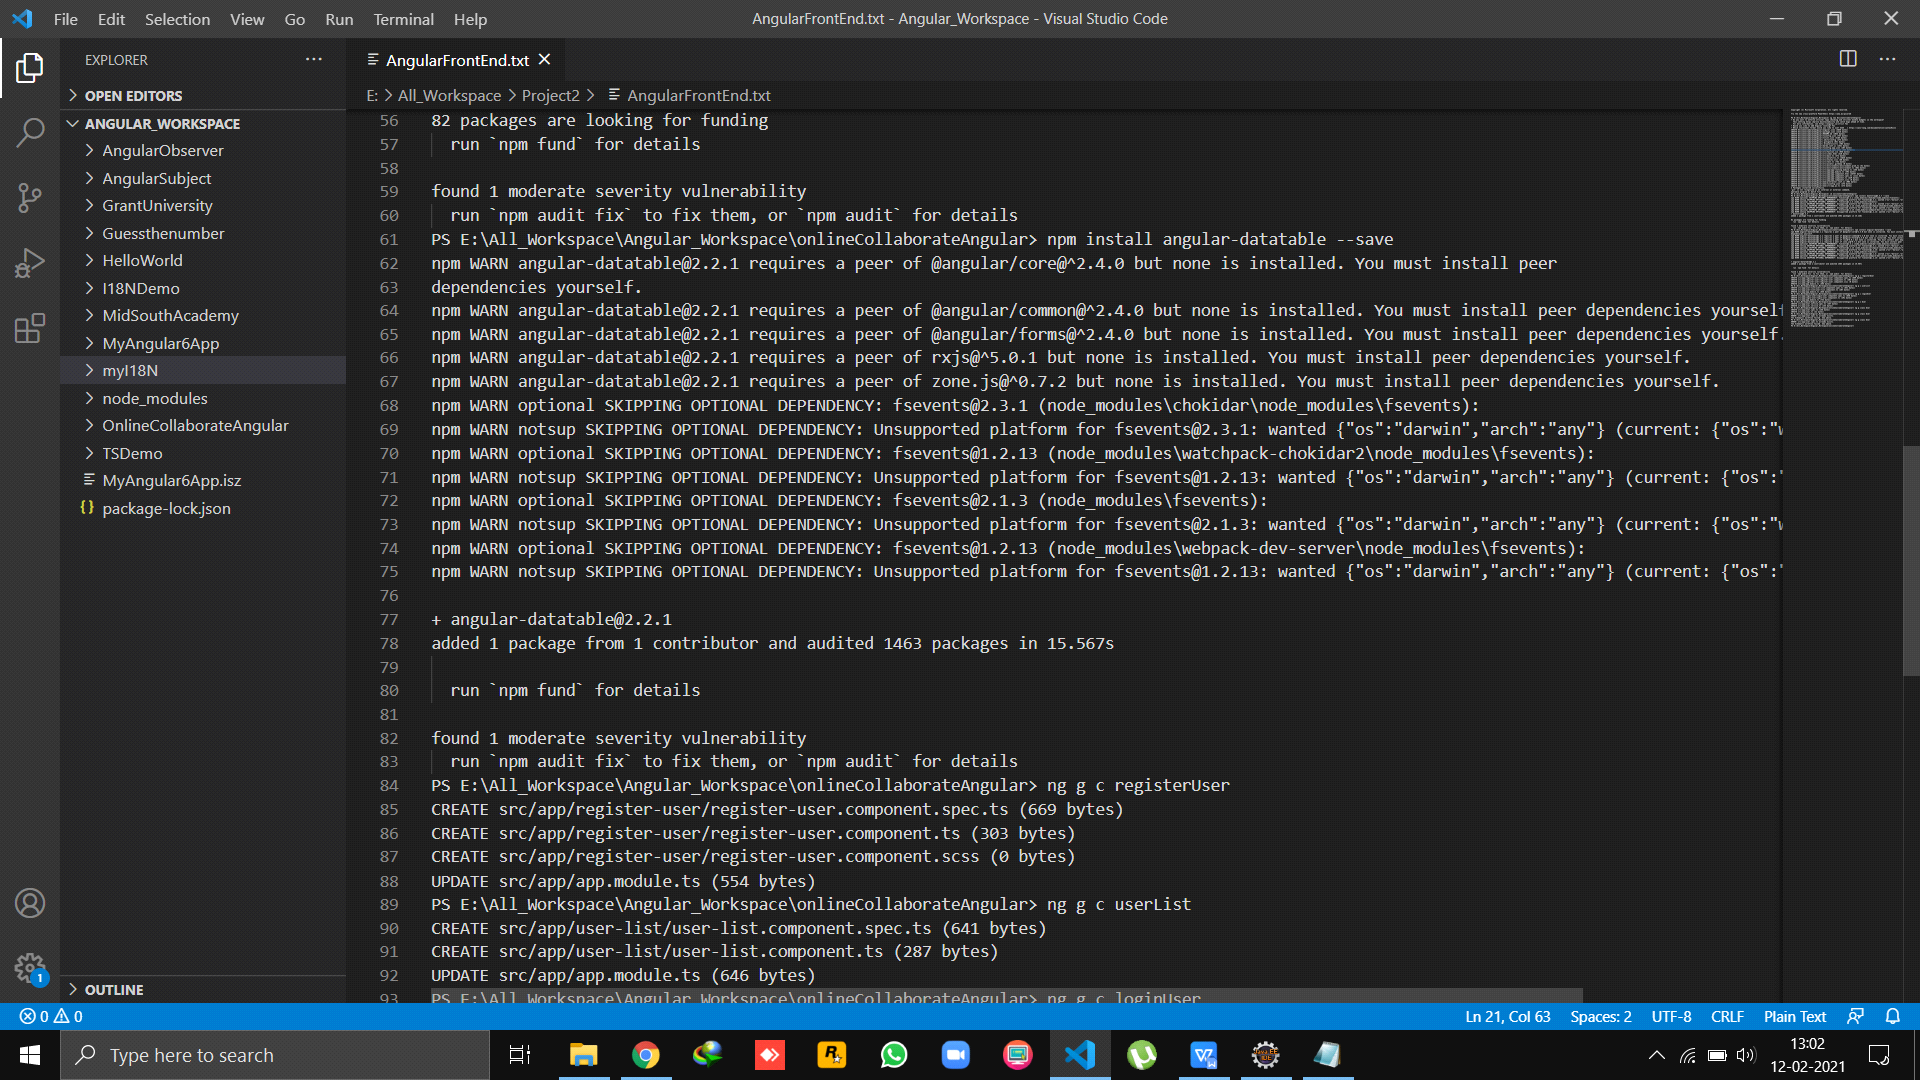 File Edit Selection View Go Run Terminal Help
AngularFrontEnd.txt - Angular_Workspace - Visual Studio Code
EXPLORER
OPEN EDITORS
ANGULAR_WORKSPACE
AngularObserver
AngularSubject
GrantUniversity
Guessthenumber
HelloWorld
I18NDemo
MidSouthAcademy
MyAngular6App
myI18N
node_modules
OnlineCollaborateAngular
TSDemo
MyAngular6App.isz
{} package-lock.json
OUTLINE
AngularFrontEnd.txt
E: > All_Workspace > Project2 > AngularFrontEnd.txt
56 82 packages are looking for funding
57 run `npm fund` for details
58
59 found 1 moderate severity vulnerability
60 run `npm audit fix` to fix them, or `npm audit` for details
61 PS E:\All_Workspace\Angular_Workspace\onlineCollaborateAngular> npm install angular-datatable --save
62 npm WARN angular-datatable@2.2.1 requires a peer of @angular/core@^2.4.0 but none is installed. You must install peer
63 dependencies yourself.
64 npm WARN angular-datatable@2.2.1 requires a peer of @angular/common@^2.4.0 but none is installed. You must install peer dependencies yourself
65 npm WARN angular-datatable@2.2.1 requires a peer of @angular/forms@^2.4.0 but none is installed. You must install peer dependencies yourself.
66 npm WARN angular-datatable@2.2.1 requires a peer of rxjs@^5.0.1 but none is installed. You must install peer dependencies yourself.
67 npm WARN angular-datatable@2.2.1 requires a peer of zone.js@^0.7.2 but none is installed. You must install peer dependencies yourself.
68 npm WARN optional SKIPPING OPTIONAL DEPENDENCY: fsevents@2.3.1 (node_modules\chokidar\node_modules\fsevents):
69 npm WARN notsup SKIPPING OPTIONAL DEPENDENCY: Unsupported platform for fsevents@2.3.1: wanted {"os":"darwin","arch":"any"} (current: {"os":"w
70 npm WARN optional SKIPPING OPTIONAL DEPENDENCY: fsevents@1.2.13 (node_modules\watchpack-chokidar2\node_modules\fsevents):
71 npm WARN notsup SKIPPING OPTIONAL DEPENDENCY: Unsupported platform for fsevents@1.2.13: wanted {"os":"darwin","arch":"any"} (current: {"os":"
72 npm WARN optional SKIPPING OPTIONAL DEPENDENCY: fsevents@2.1.3 (node_modules\fsevents):
73 npm WARN notsup SKIPPING OPTIONAL DEPENDENCY: Unsupported platform for fsevents@2.1.3: wanted {"os":"darwin","arch":"any"} (current: {"os":"w
74 npm WARN optional SKIPPING OPTIONAL DEPENDENCY: fsevents@1.2.13 (node_modules\webpack-dev-server\node_modules\fsevents):
75 npm WARN notsup SKIPPING OPTIONAL DEPENDENCY: Unsupported platform for fsevents@1.2.13: wanted {"os":"darwin","arch":"any"} (current: {"os":"
76
77 + angular-datatable@2.2.1
78 added 1 package from 1 contributor and audited 1463 packages in 15.567s
79
80 run `npm fund` for details
81
82 found 1 moderate severity vulnerability
83 run `npm audit fix` to fix them, or `npm audit` for details
84 PS E:\All_Workspace\Angular_Workspace\onlineCollaborateAngular> ng g c registerUser
85 CREATE src/app/register-user/register-user.component.spec.ts (669 bytes)
86 CREATE src/app/register-user/register-user.component.ts (303 bytes)
87 CREATE src/app/register-user/register-user.component.scss (0 bytes)
88 UPDATE src/app/app.module.ts (554 bytes)
89 PS E:\All_Workspace\Angular_Workspace\onlineCollaborateAngular> ng g c userList
90 CREATE src/app/user-list/user-list.component.spec.ts (641 bytes)
91 CREATE src/app/user-list/user-list.component.ts (287 bytes)
92 UPDATE src/app/app.module.ts (646 bytes)
93 PS E:\All_Workspace\Angular_Workspace\onlineCollaborateAngular> ng g c loginUser
1
0 0
Ln 21, Col 63 Spaces: 2 UTF-8 CRLF Plain Text
Type here to search
13:02
12-02-2021